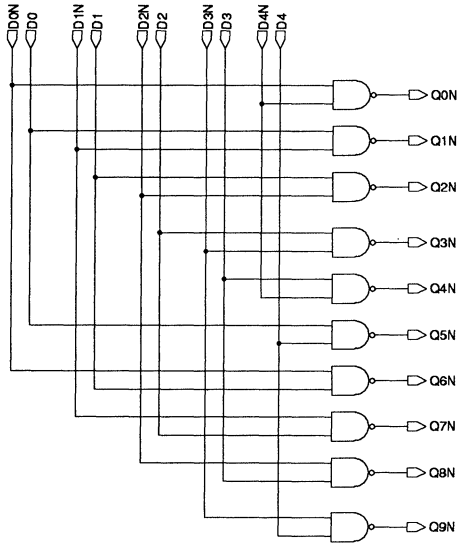 D0N
D0
D1N
D1
D2N
D2
D3N
D3
D4N
D4
Q0N
Q1N
Q2N
Q3N
Q4N
Q5N
Q6N
Q7N
Q8N
Q9N